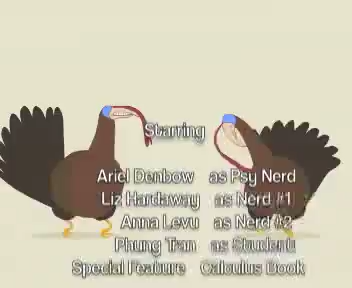 Starring
Ariel Denbow as Psy Nerd
Liz Hardaway as Nerd #1
Anna Levu as Nerd #2
Phung Tran as Student
Special Feature Calculus Book